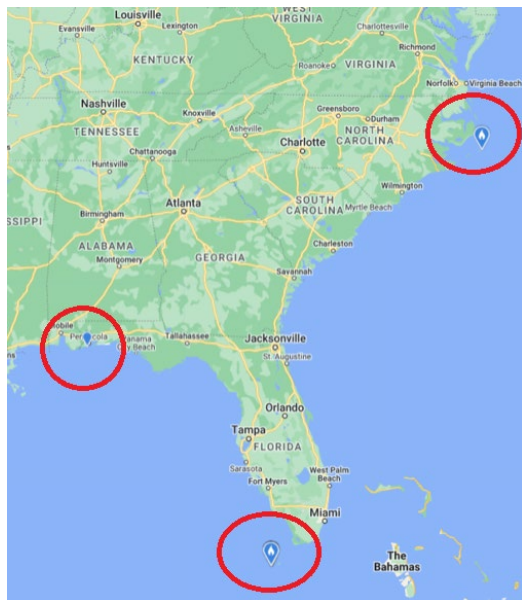 WEST
VIRGINIA
Louisville
Evansville
Lexington
Charlottesville
Richmond
KENTUCKY
Roanoke
VIRGINIA
Norfolk
Virginia Beach
Nashville
Knoxville
Greensboro
Durham
TENNESSEE
Asheville
NORTH
CAROLINA
Charlotte
Chattanooga
Huntsville
Wilmington
SOUTH
CAROLINA
Myrtle Beach
Atlanta
SSIPPI
Birmingham
ALABAMA
Montgomery
GEORGIA
Charleston
Savannah
obile
Tallahassee
Jacksonville
St. Augustine
Orlando
Tampa
FLORIDA
Sarasota
Fort Myers
West Palm
Beach
Miami
The
Bahamas